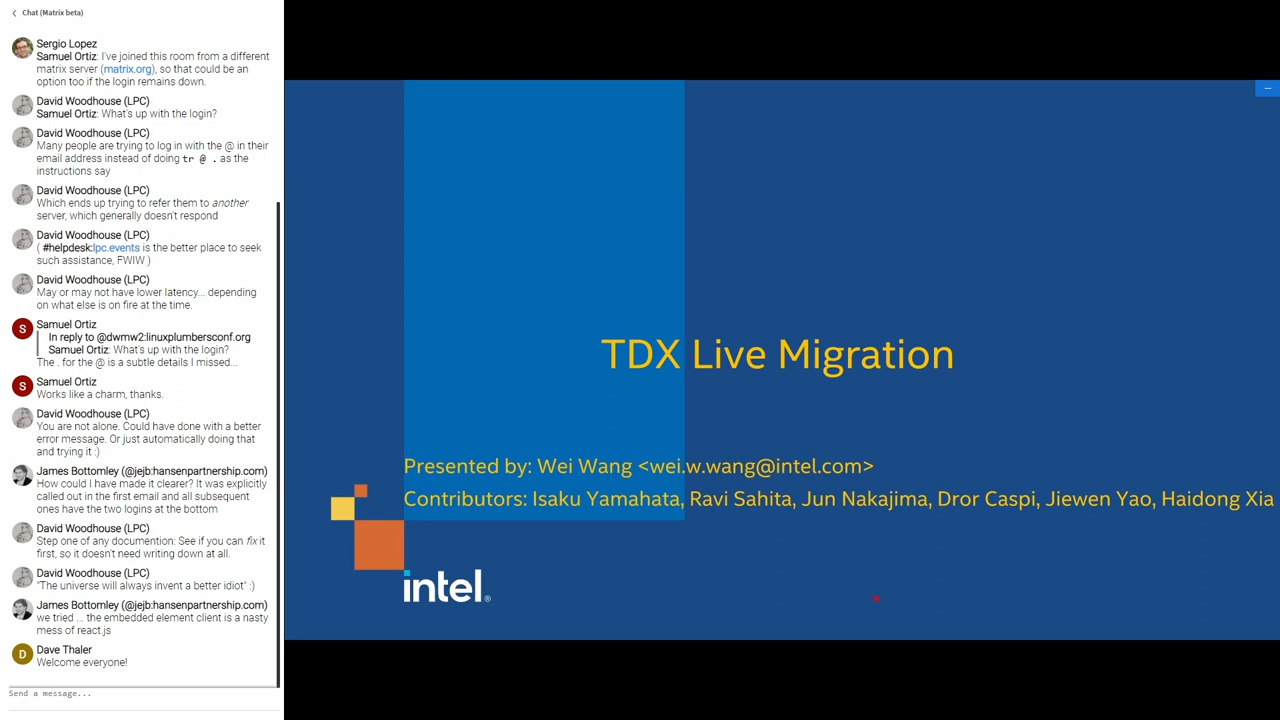 Chat (Matrix beta)
Sergio Lopez
Samuel Ortiz: I've joined this room from a different
matrix server (matrix.org), so that could be an
option too if the login remains down.
David Woodhouse (LPC)
Samuel Ortiz: What's up with the login?
David Woodhouse (LPC)
Many people are trying to log in with the @ in their
email address instead of doing tr @ . as the
instructions say
David Woodhouse (LPC)
Which ends up trying to refer them to another
server, which generally doesn't respond
David Woodhouse (LPC)
( #helpdesk:lpc.events is the better place to seek
such assistance, FWIW )
David Woodhouse (LPC)
May or may not have lower latency... depending
on what else is on fire at the time.
S
Samuel Ortiz
In reply to @dwmw2:linuxplumbersconf.org
Samuel Ortiz: What's up with the login?
The . for the @ is a subtle details I missed...
S
Samuel Ortiz
Works like a charm, thanks.
David Woodhouse (LPC)
You are not alone. Could have done with a better
error message. Or just automatically doing that
and trying it :)
James Bottomley (@jejb:hansenpartnership.com)
How could I have made it clearer? It was explicitly
called out in the first email and all subsequent
ones have the two logins at the bottom
David Woodhouse (LPC)
Step one of any documention: See if you can fix it
first, so it doesn't need writing down at all.
David Woodhouse (LPC)
"The universe will always invent a better idiot" :)
James Bottomley (@jejb:hansenpartnership.com)
we tried ... the embedded element client is a nasty
mess of react.js
D
Dave Thaler
Welcome everyone!
Send a message...
TDX Live Migration
Presented by: Wei Wang <wei.w.wang@intel.com>
Contributors: Isaku Yamahata, Ravi Sahita, Jun Nakajima, Dror Caspi, Jiewen Yao, Haidong Xia
intel®